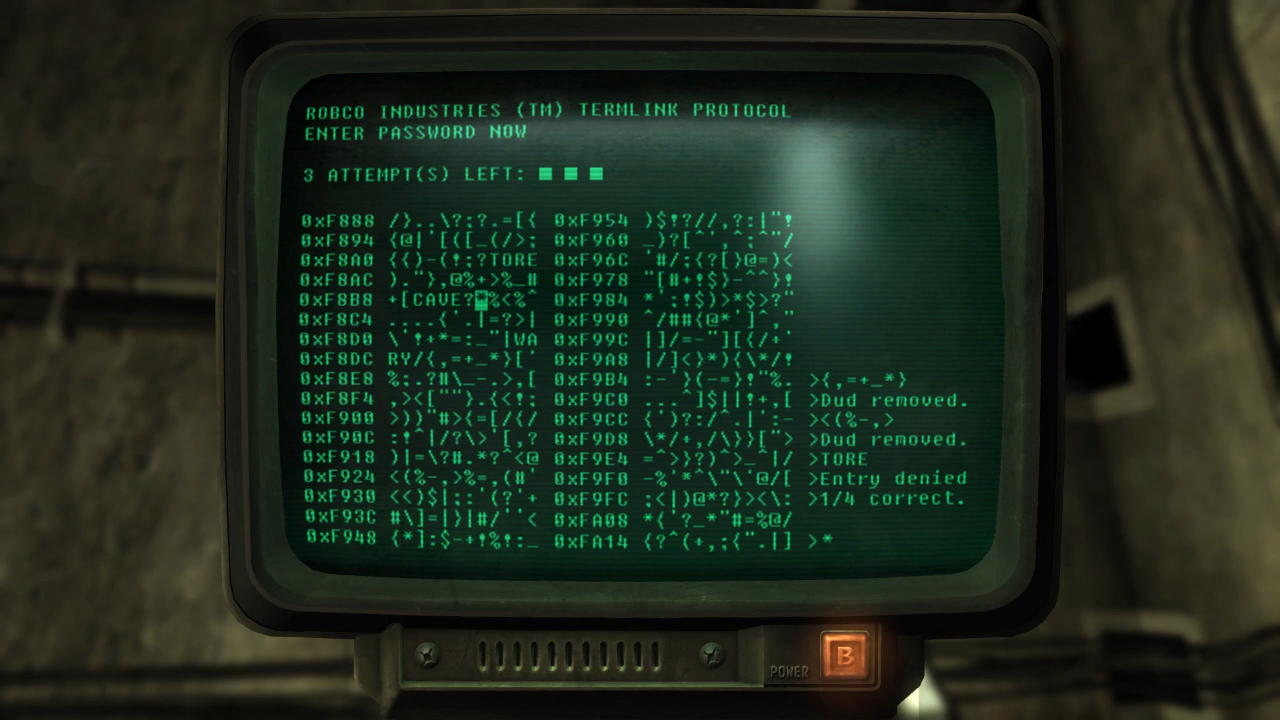 ROBCO INDUSTRIES (TM) TERMLINK PROTOCOL
ENTER PASSWORD NOW
3 ATTEMPT(S) LEFT: ■ ■ ■
0xF888 /}..\?;?.=[{ 0xF954 )$!?//,?:|"!
0xF894 {@|'[([_(/>; 0xF960 _)?[^`,^;^"/
0xF8A0 {()-(!;?TORE 0xF96C '#/;{?[}@=)<
0xF8AC )."},@%+>%_# 0xF978 "[#+!$}-^^}!
0xF8B8 +[CAVE?*%<%^ 0xF984 *';!$)>*$>?"
0xF8C4 .:..{'.|=?>| 0xF990 ^/##{@*']^,"
0xF8D0 \'!+*=:_"|WA 0xF99C |]/=-"][{/+'
0xF8DC RY/{,=+_*}[' 0xF9A8 |/]<}*){\*/!
0xF8E8 %;.?#\_-.>,[ 0xF9B4 :-'}(-=}!"%. >{,=+_*}
0xF8F4 ,><[""}.{<!; 0xF9C0 ...^]$||!+,[ >Dud removed.
0xF900 >))"#>{=[/{/ 0xF9CC {')?:/^.|':- ><(%-,>
0xF90C :!^|/?\>'[,? 0xF9D8 \*/+,/\}}["> >Dud removed.
0xF918 )|=\?#.*?^<@ 0xF9E4 =^>}?)^>_^|/ >TORE
0xF924 <(%-,>%=,(#' 0xF9F0 -%'*^\"\'@/[ >Entry denied
0xF930 <<)$|;:'(?'+ 0xF9FC ;<|)@*?}><\: >1/4 correct.
0xF93C #\]=|}|#/''< 0xFA08 *{'?_*"#=%@/
0xF948 {*]:$-+!%!:_ 0xFA14 {?^(+,;{".|] >*
POWER
B